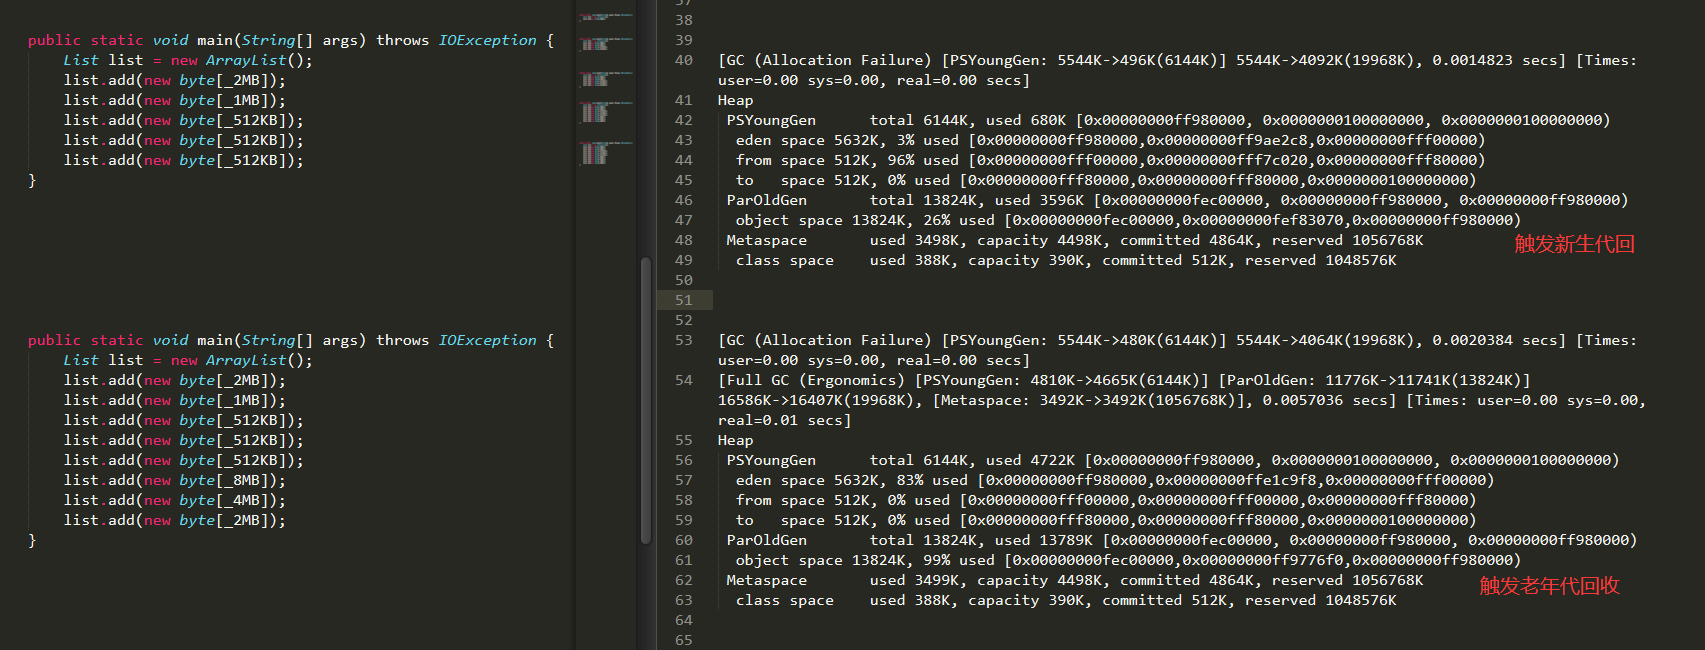 public static void main(String[] args) throws IOException {
List list = new ArrayList();
list.add(new byte[_2MB]);
list.add(new byte[_1MB]);
list.add(new byte[_512KB]);
list.add(new byte[_512KB]);
list.add(new byte[_512KB]);
}
public static void main(String[] args) throws IOException {
List list = new ArrayList();
list.add(new byte[_2MB]);
list.add(new byte[_1MB]);
list.add(new byte[_512KB]);
list.add(new byte[_512KB]);
list.add(new byte[_512KB]);
list.add(new byte[_8MB]);
list.add(new byte[_4MB]);
list.add(new byte[_2MB]);
}
37
38
39
40 [GC (Allocation Failure) [PSYoungGen: 5544K->496K(6144K)] 5544K->4092K(19968K), 0.0014823 secs] [Times:
user=0.00 sys=0.00, real=0.00 secs]
41 Heap
42 PSYoungGen total 6144K, used 680K [0x00000000ff980000, 0x0000000100000000, 0x0000000100000000)
43 eden space 5632K, 3% used [0x00000000ff980000,0x00000000ff9ae2c8,0x00000000fff00000)
44 from space 512K, 96% used [0x00000000fff00000,0x00000000fff7c020,0x00000000fff80000)
45 to space 512K, 0% used [0x00000000fff80000,0x00000000fff80000,0x0000000100000000)
46 ParOldGen total 13824K, used 3596K [0x00000000fec00000, 0x00000000ff980000, 0x00000000ff980000)
47 object space 13824K, 26% used [0x00000000fec00000,0x00000000fef83070,0x00000000ff980000)
48 Metaspace used 3498K, capacity 4498K, committed 4864K, reserved 1056768K
触发新生代回
49 class space used 388K, capacity 390K, committed 512K, reserved 1048576K
50
51
52
53 [GC (Allocation Failure) [PSYoungGen: 5544K->480K(6144K)] 5544K->4064K(19968K), 0.0020384 secs] [Times:
user=0.00 sys=0.00, real=0.00 secs]
54 [Full GC (Ergonomics) [PSYoungGen: 4810K->4665K(6144K)] [ParOldGen: 11776K->11741K(13824K)]
16586K->16407K(19968K), [Metaspace: 3492K->3492K(1056768K)], 0.0057036 secs] [Times: user=0.00 sys=0.00,
real=0.01 secs]
55 Heap
56 PSYoungGen total 6144K, used 4722K [0x00000000ff980000, 0x0000000100000000, 0x0000000100000000)
57 eden space 5632K, 83% used [0x00000000ff980000,0x00000000ffe1c9f8,0x00000000fff00000)
58 from space 512K, 0% used [0x00000000fff00000,0x00000000fff00000,0x00000000fff80000)
59 to space 512K, 0% used [0x00000000fff80000,0x00000000fff80000,0x0000000100000000)
60 ParOldGen total 13824K, used 13789K [0x00000000fec00000, 0x00000000ff980000, 0x00000000ff980000)
61 object space 13824K, 99% used [0x00000000fec00000,0x00000000ff9776f0,0x00000000ff980000)
62 Metaspace used 3499K, capacity 4498K, committed 4864K, reserved 1056768K
触发老年代回收
63 class space used 388K, capacity 390K, committed 512K, reserved 1048576K
64
65